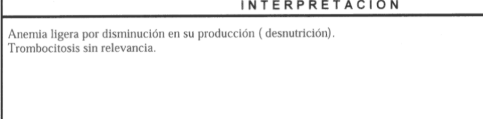 INTERPRETACION
Anemia ligera por disminución en su producción ( desnutrición).
Trombocitosis sin relevancia.